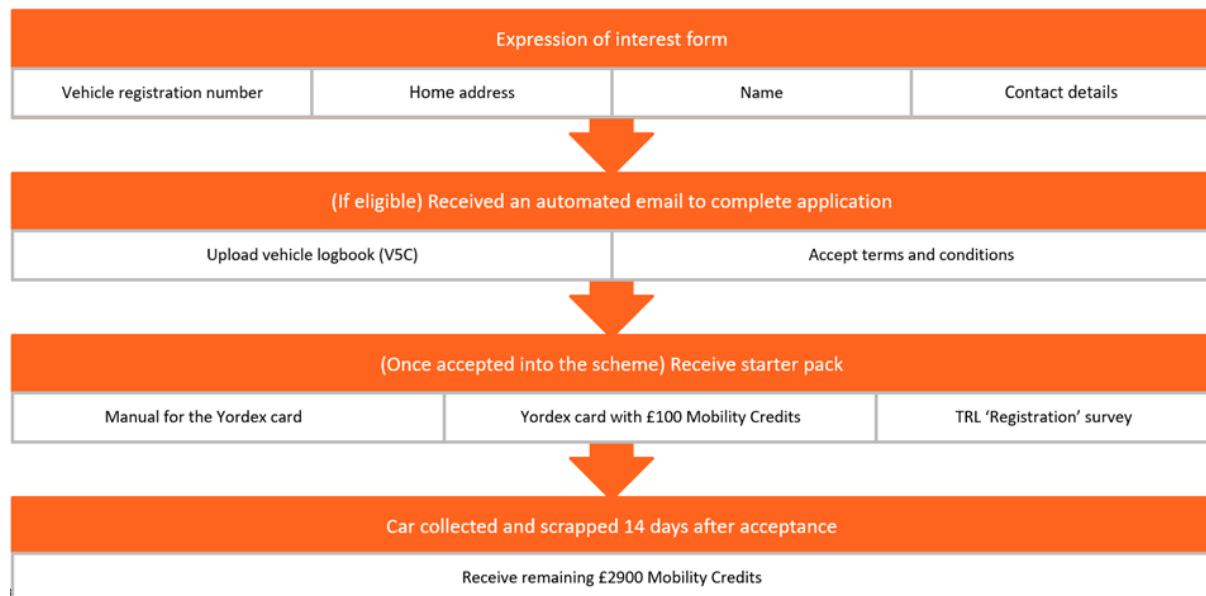 Expression of interest form
Vehicle registration number
Home address
Name
Contact details
(If eligible) Received an automated email to complete application
Upload vehicle logbook (V5C)
Accept terms and conditions
(Once accepted into the scheme) Receive starter pack
Manual for the Yordex card
Yordex card with £100 Mobility Credits
TRL ‘Registration’ survey
Car collected and scrapped 14 days after acceptance
Receive remaining £2900 Mobility Credits